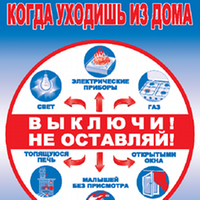 КОГДА УХОДИШЬ ИЗ ДОМА
ЭЛЕКТРИЧЕСКИЕ
ПРИБОРЫ
СВЕТ
ГАЗ
ВЫКЛЮЧИ!
НЕ ОСТАВЛЯЙ!
ТОПЯЩУЮСЯ
ПЕЧЬ
ОТКРЫТЫМИ
ОКНА
МАЛЫШЕЙ
БЕЗ ПРИСМОТРА